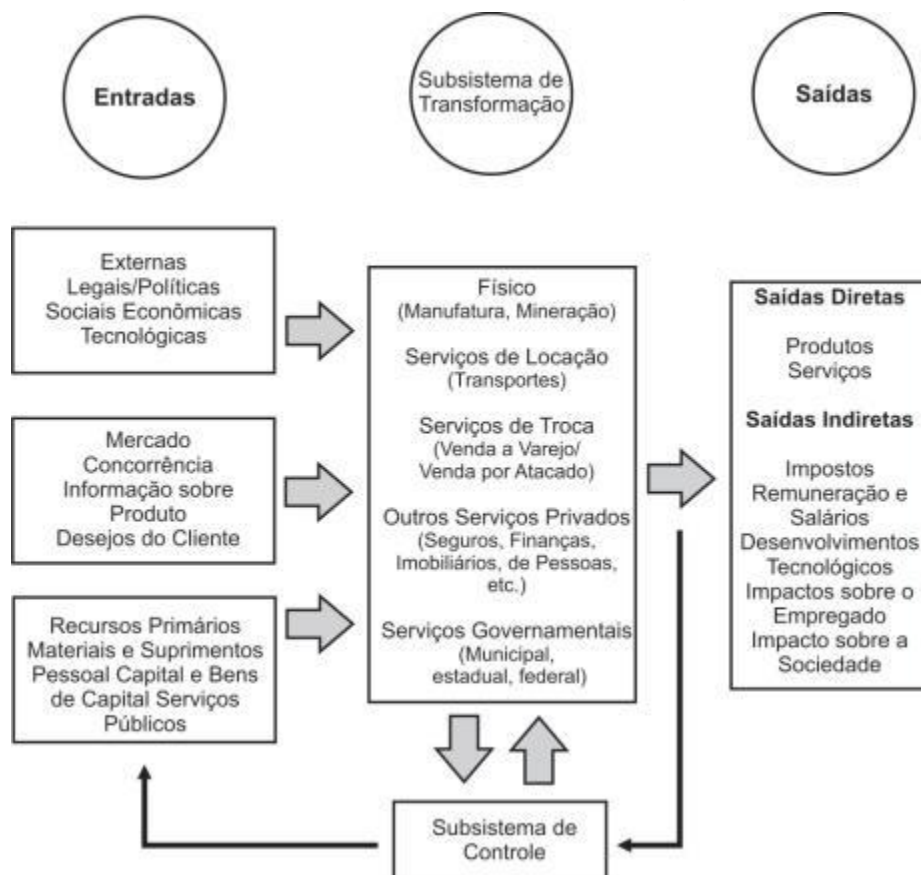 Entradas
Subsistema de
Transformação
Saídas
Externas
Legais/Políticas
Sociais Econômicas
Tecnológicas
Mercado
Concorrência
Informação sobre
Produto
Desejos do Cliente
Recursos Primários
Materiais e Suprimentos
Pessoal Capital e Bens
de Capital Serviços
Públicos
Físico
(Manufatura, Mineração)
Serviços de Locação
(Transportes)
Serviços de Troca
(Venda a Varejo/
Venda por Atacado)
Outros Serviços Privados
(Seguros, Finanças,
Imobiliários, de Pessoas,
etc.)
Serviços Governamentais
(Municipal,
estadual, federal)
Saídas Diretas
Produtos
Serviços
Saídas Indiretas
Impostos
Remuneração e
Salários
Desenvolvimentos
Tecnológicos
Impactos sobre o
Empregado
Impacto sobre a
Sociedade
Subsistema de
Controle